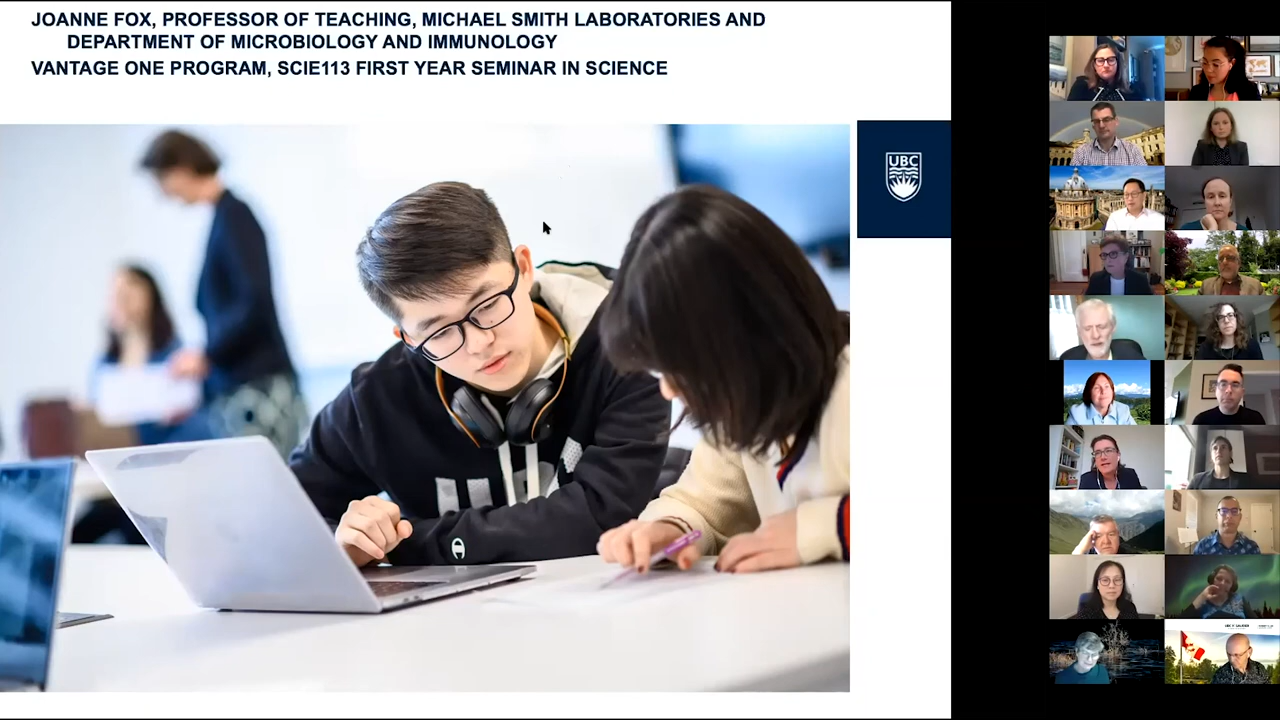 JOANNE FOX, PROFESSOR OF TEACHING, MICHAEL SMITH LABORATORIES AND
DEPARTMENT OF MICROBIOLOGY AND IMMUNOLOGY
VANTAGE ONE PROGRAM, SCIE113 FIRST YEAR SEMINAR IN SCIENCE
UBC